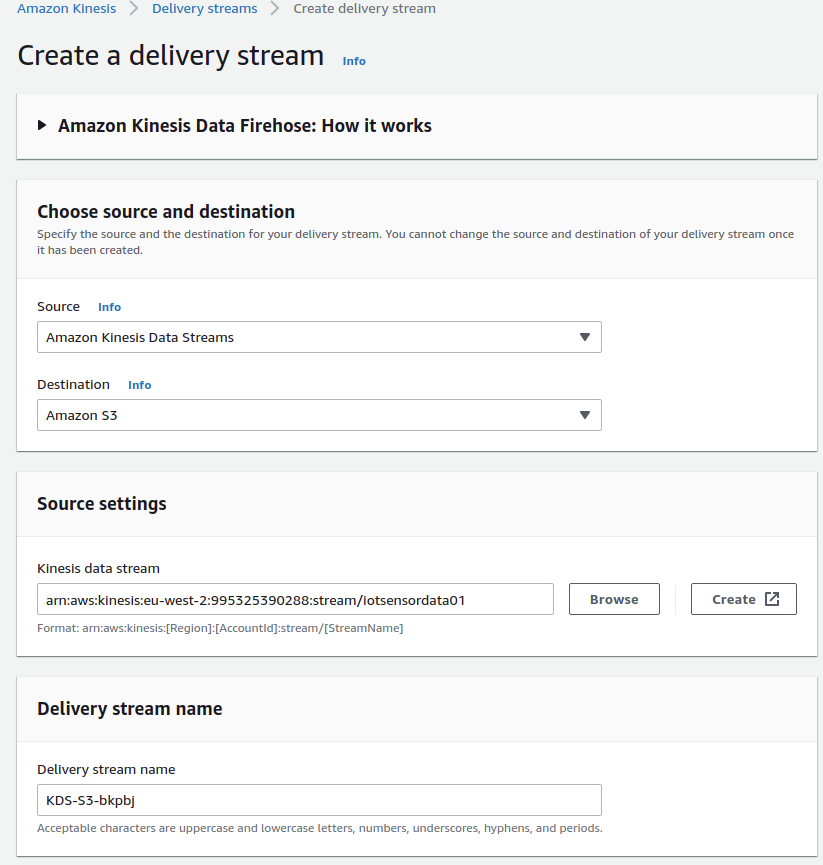 Amazon Kinesis > Delivery streams > Create delivery stream
Create a delivery stream Info
Amazon Kinesis Data Firehose: How it works
Choose source and destination
Specify the source and the destination for your delivery stream. You cannot change the source and destination of your delivery stream once
it has been created.
Source Info
Amazon Kinesis Data Streams
Destination Info
Amazon S3
Source settings
Kinesis data stream
arn:aws:kinesis:eu-west-2:995325390288:stream/iotsensordata01 Browse Create
Format: arn:aws:kinesis:[Region]:[AccountId]:stream/[StreamName]
Delivery stream name
Delivery stream name
KDS-S3-bkpbj
Acceptable characters are uppercase and lowercase letters, numbers, underscores, hyphens, and periods.